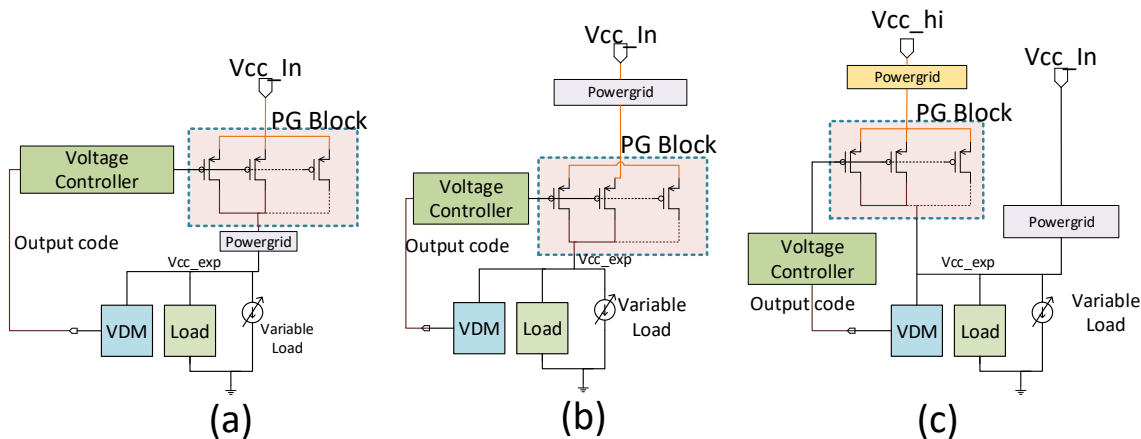 Vcc_In
PG Block
Voltage
Controller
Powergrid
Output code
Vcc_exp
VDM
Load
Variable
Load
(a)
Vcc_In
Powergrid
PG Block
Voltage
Controller
Output code
Vcc_exp
VDM
Load
Variable
Load
(b)
Vcc_hi
Vcc_In
Powergrid
PG Block
Powergrid
Voltage
Controller
Vcc_exp
Output code
VDM
Load
Variable
Load
(c)